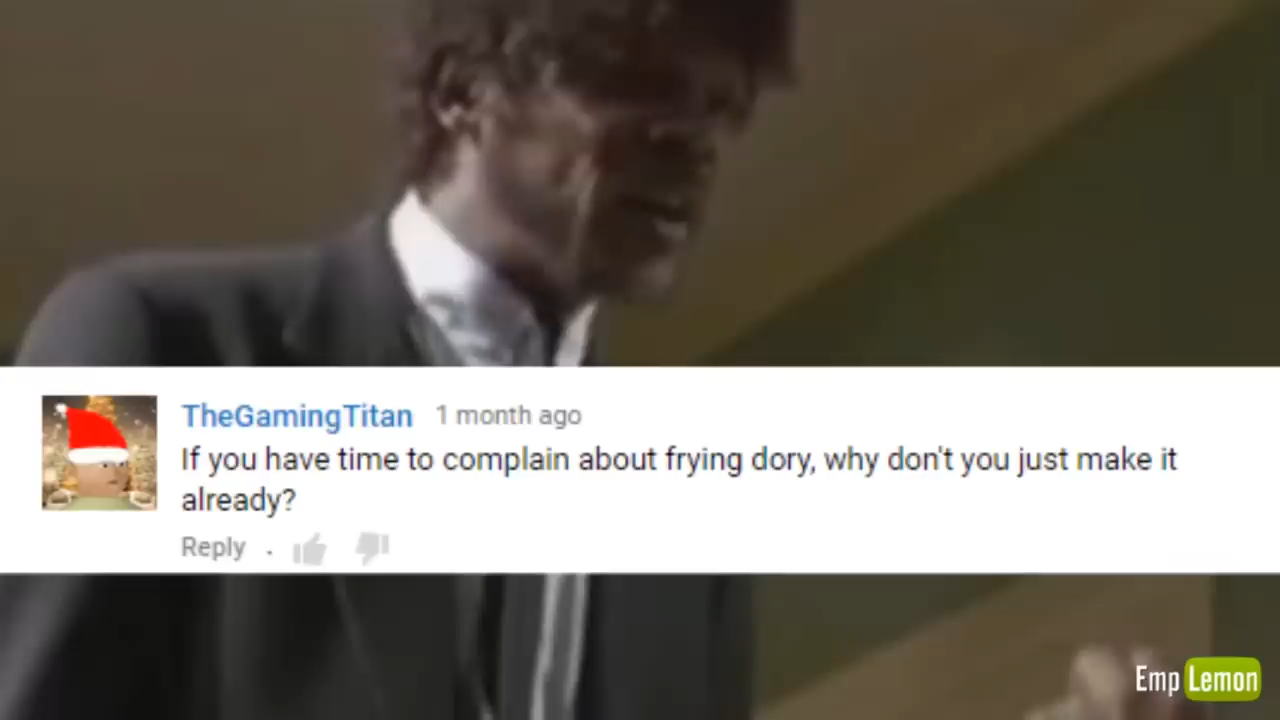 TheGamingTitan 1 month ago
If you have time to complain about frying dory, why don't you just make it
already?
Reply .
Emp Lemon